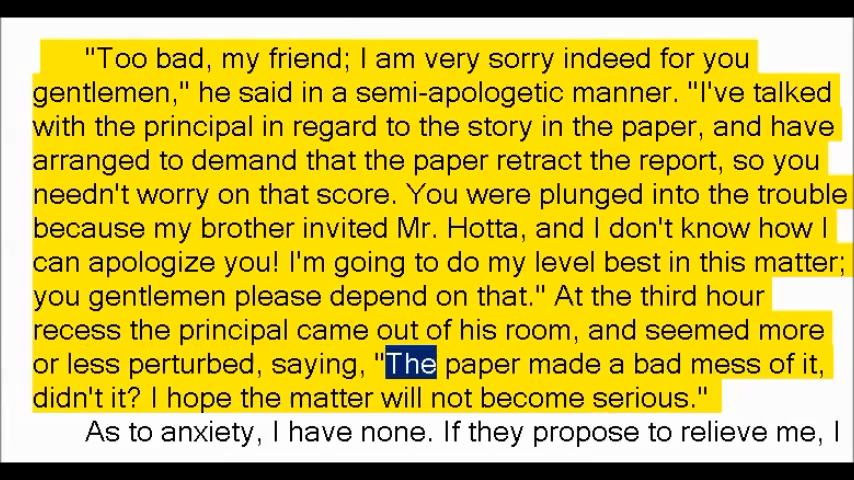 "Too bad, my friend; I am very sorry indeed for you
gentlemen," he said in a semi-apologetic manner. "I've talked
with the principal in regard to the story in the paper, and have
arranged to demand that the paper retract the report, so you
needn't worry on that score. You were plunged into the trouble
because my brother invited Mr. Hotta, and I don't know how I
can apologize you! I'm going to do my level best in this matter;
you gentlemen please depend on that." At the third hour
recess the principal came out of his room, and seemed more
or less perturbed, saying, "The paper made a bad mess of it,
didn't it? I hope the matter will not become serious."
As to anxiety, I have none. If they propose to relieve me, I